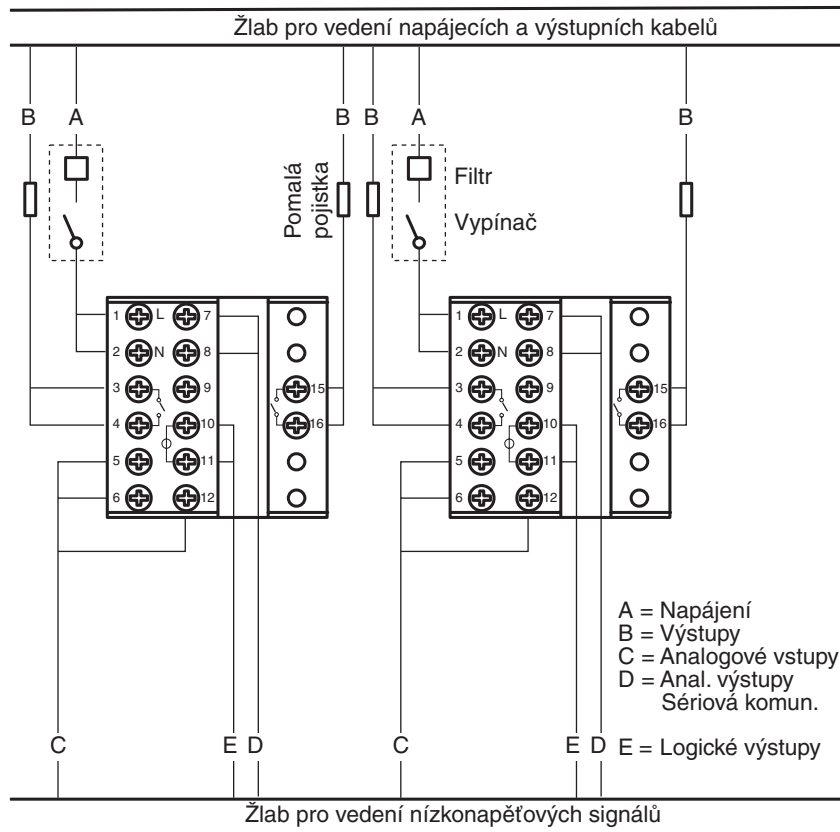 Žlab pro vedení napájecích a výstupních kabelů
B A B B A B
Filtr
Pomalá
pojistka
Vypínač
1 L 7 1 L 7
2 N 8 2 N 8
3 9 15 3 9 15
4 10 16 4 10 16
5 11 5 11
6 12 6 12
A = Napájení
B = Výstupy
C = Analogové vstupy
D = Anal. výstupy
Sériová komun.
C E D C E D E = Logické výstupy
Žlab pro vedení nízkonapěťových signálů